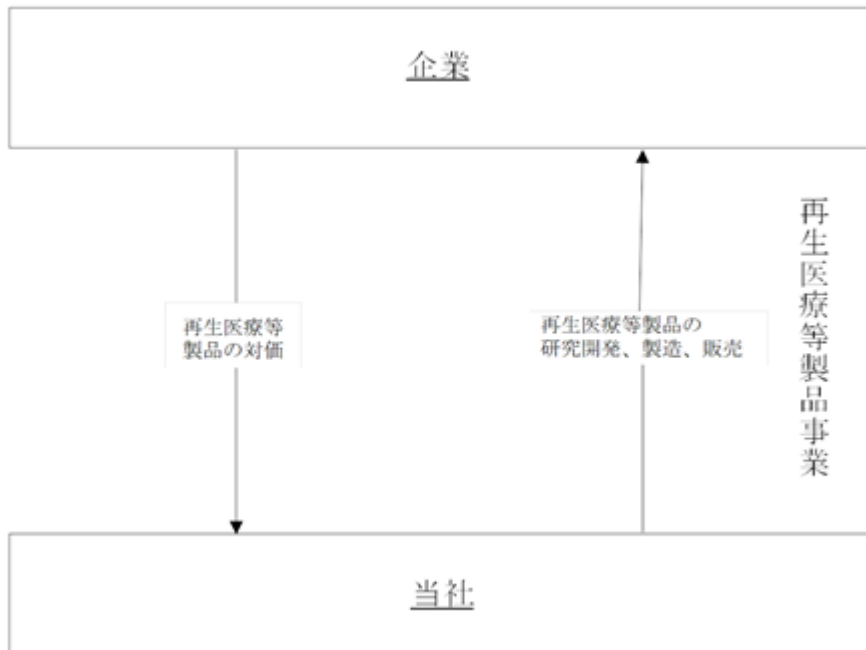 企業
再生医療等
製品の対価
再生医療等製品の
研究開発、製造、販売
再生医療等製品事業
当社